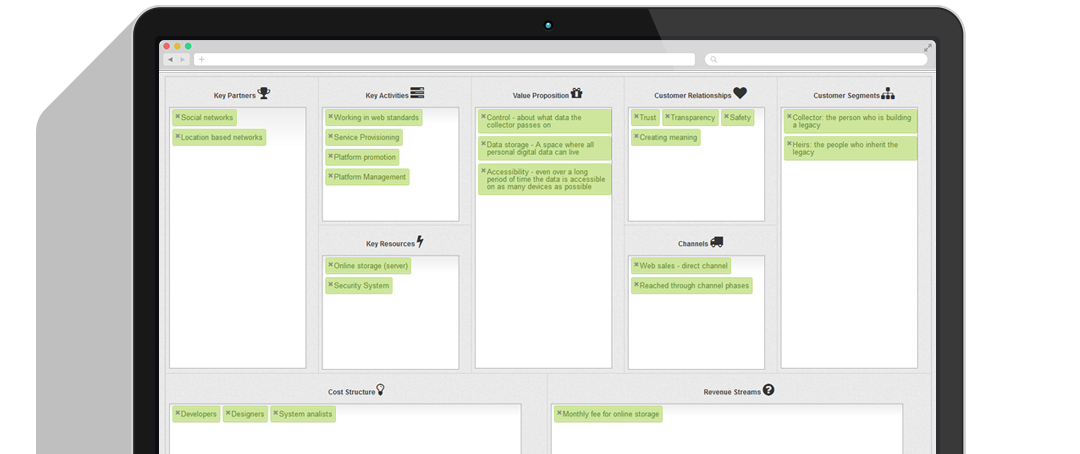 Key Partners
Social networks
Location based networks
Key Activities
Working in web standards
Service Provisioning
Platform promotion
Platform Management
Key Resources
Online storage (server)
Security System
Value Proposition
Control - about what data the
collector passes on
Data storage - A space where all
personal digital data can live
Accessibility - even over a long
period of time the data is accessible
on as many devices as possible
Customer Relationships
Trust Transparency Safety
Creating meaning
Channels
Web sales - direct channel
Reached through channel phases
Customer Segments
Collector: the person who is building
a legacy
Heirs: the people who inherit the
legacy
Cost Structure
Developers Designers System analists
Revenue Streams
Monthly fee for online storage